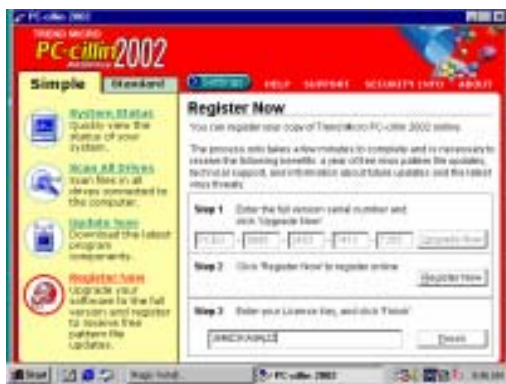 PC-cillin 2002
TREND MICRO
PC-cillin 2002
Simple
Standard
HELP
SUPPORT
SECURITY INFO
ABOUT
System Status
Quickly view the
status of your
system.
Scan All Drives
Scan files in all
drives connected to
the computer.
Update Now
Download the latest
program
components.
Register Now
Upgrade your
software to the full
version and register
to receive free
pattern file
updates.
Register Now
You can register your copy of Trend Micro PC-cillin 2002 online.
The process only takes a few minutes to complete and is necessary to
receive the following benefits: a year of free virus pattern file updates,
technical support, and information about future updates and the latest
virus threats.
Step 1 Enter the full version serial number and
click 'Upgrade Now'
Upgrade Now
Step 2 Click 'Register Now' to register online
Register Now
Step 3 Enter your License Key, and click 'Finish'
Finish
Start
PC-cillin 2002